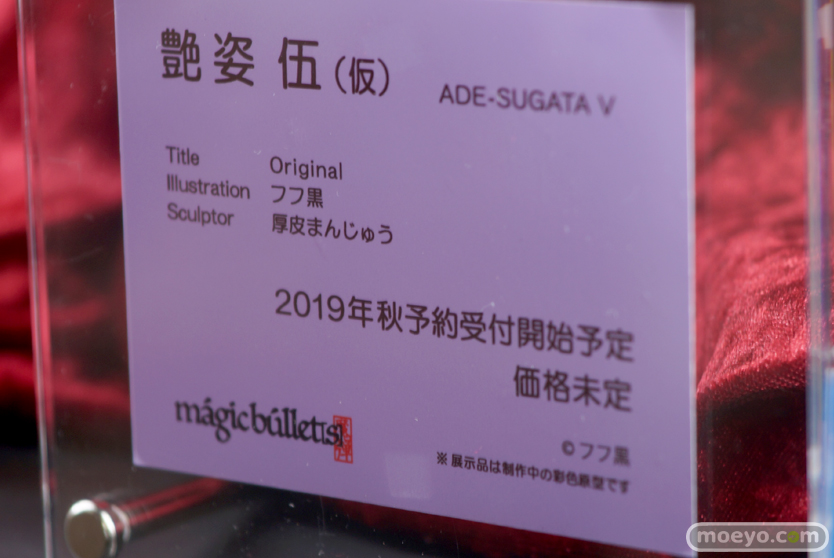 艶姿 伍(仮) ADE-SUGATA V
Title Original
Illustration フフ黒
Sculptor 厚皮まんじゅう
2019年秋予約受付開始予定
価格未定
mágicbúllet[s]
©フフ黒
※展示品は制作中の彩色原型です
moeyo.com